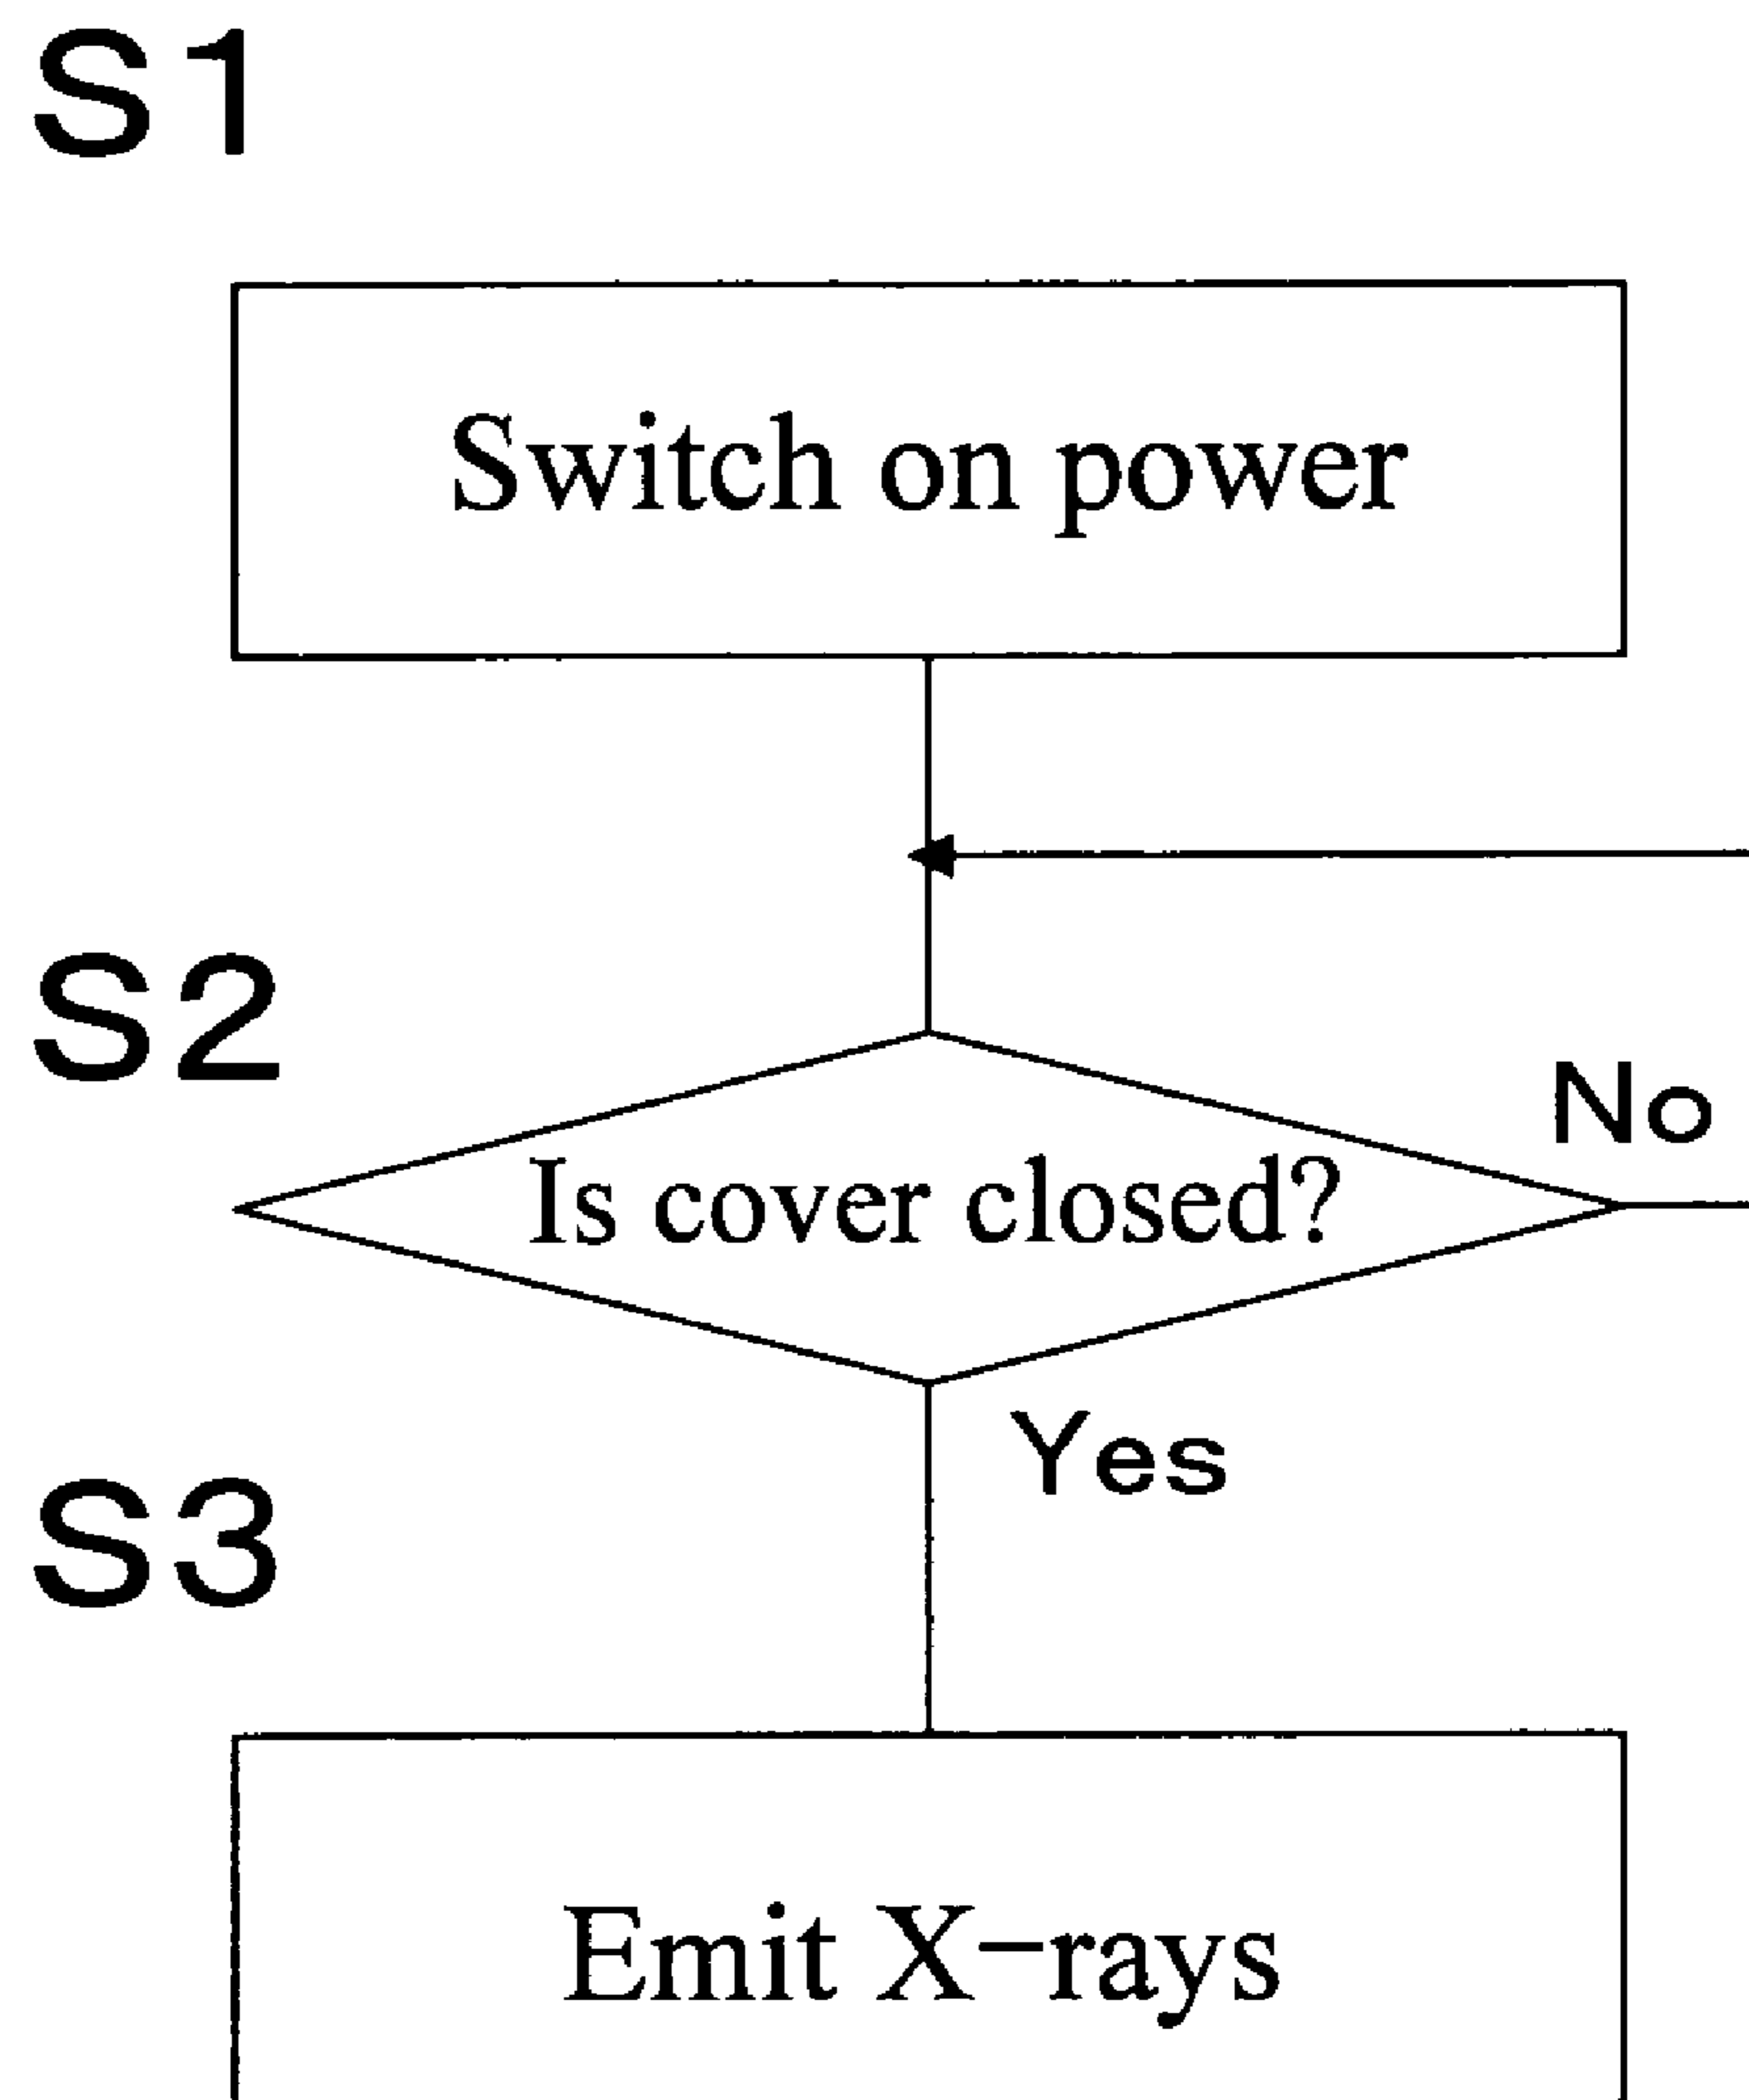 S1
Switch on power
S2
No
Is cover closed?
Yes
S3
Emit X-rays